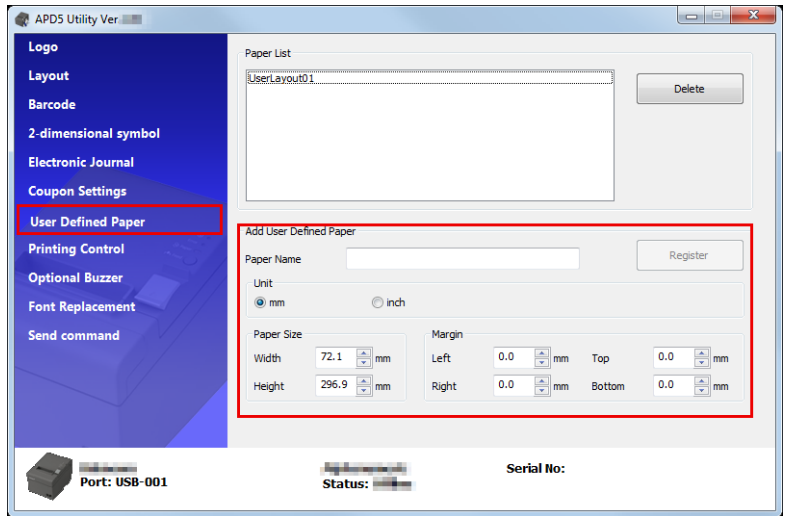 APD5 Utility Ver.
Logo
Layout
Barcode
2-dimensional symbol
Electronic Journal
Coupon Settings
User Defined Paper
Printing Control
Optional Buzzer
Font Replacement
Send command
Paper List
UserLayout01
Delete
Add User Defined Paper
Paper Name
Register
Unit
mm inch
Paper Size Margin
Width 72.1 mm Left 0.0 mm Top 0.0 mm
Height 296.9 mm Right 0.0 mm Bottom 0.0 mm
Port: USB-001
Status:
Serial No: